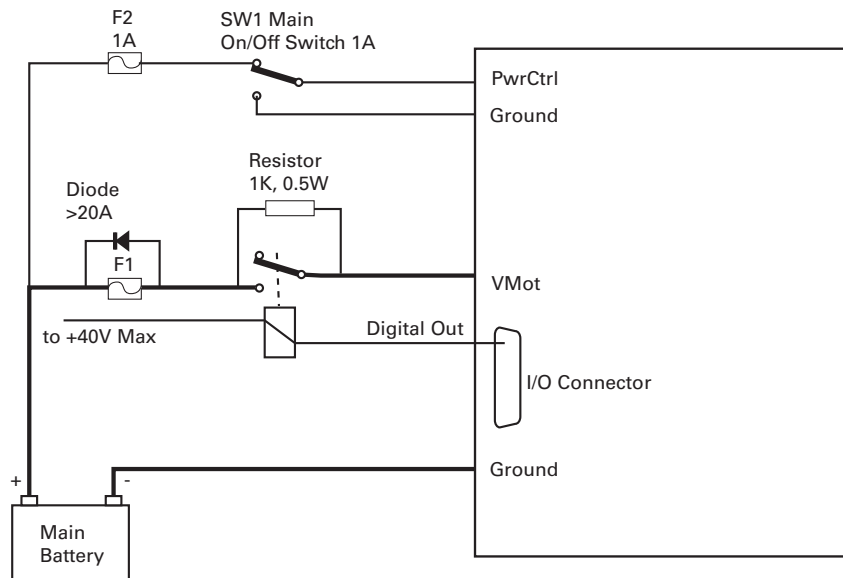 F2
1A
SW1 Main
On/Off Switch 1A
PwrCtrl
Ground
Resistor
1K, 0.5W
Diode
>20A
F1
VMot
to +40V Max
Digital Out
I/O Connector
Ground
+
-
Main
Battery